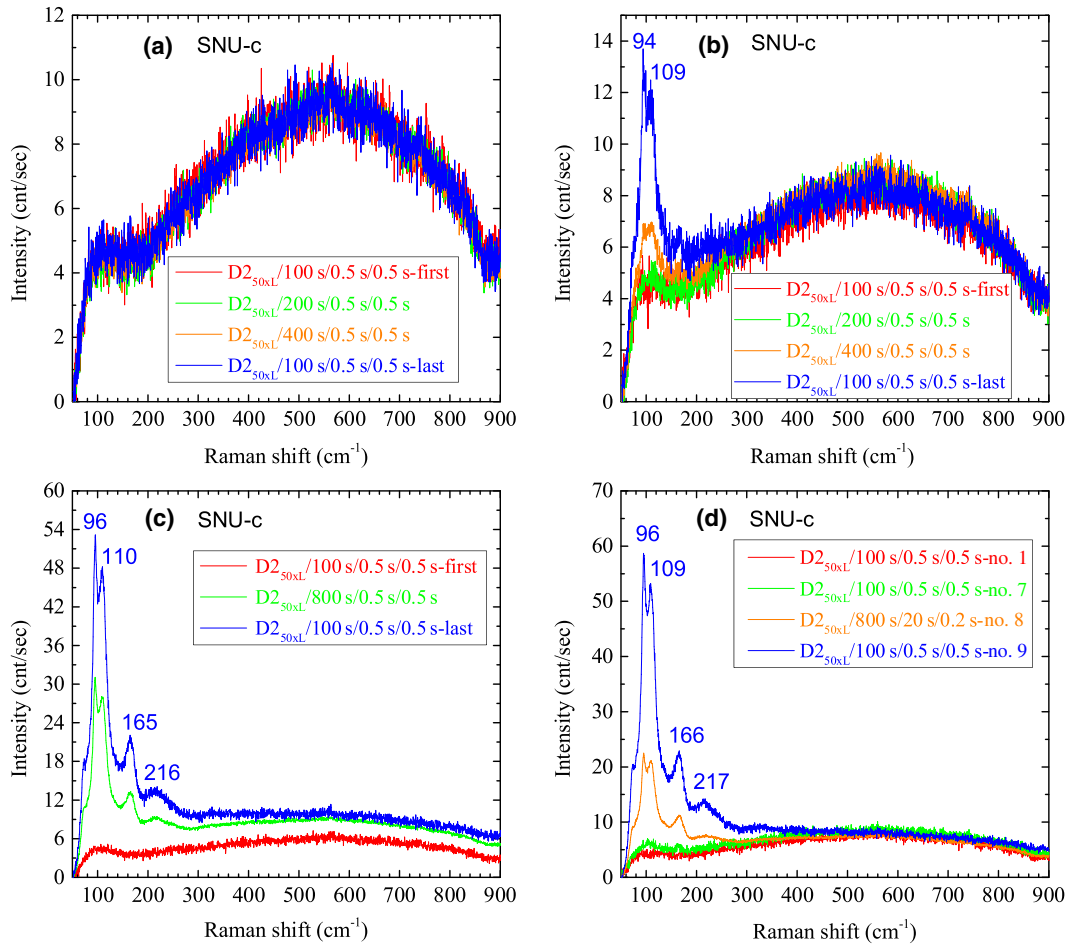 (a) SNU-c
12
10
8
6
4
2
0
Intensity (cnt/sec)
D250xL/100 s/0.5 s/0.5 s-first
D250xL/200 s/0.5 s/0.5 s
D250xL/400 s/0.5 s/0.5 s
D250xL/100 s/0.5 s/0.5 s-last
100 200 300 400 500 600 700 800 900
Raman shift (cm-1)
(b) SNU-c
94
109
14
12
10
8
6
4
2
0
Intensity (cnt/sec)
D250xL/100 s/0.5 s/0.5 s-first
D250xL/200 s/0.5 s/0.5 s
D250xL/400 s/0.5 s/0.5 s
D250xL/100 s/0.5 s/0.5 s-last
100 200 300 400 500 600 700 800 900
Raman shift (cm-1)
(c) SNU-c
96
110
165
216
60
54
48
42
36
30
24
18
12
6
0
Intensity (cnt/sec)
D250xL/100 s/0.5 s/0.5 s-first
D250xL/800 s/0.5 s/0.5 s
D250xL/100 s/0.5 s/0.5 s-last
100 200 300 400 500 600 700 800 900
Raman shift (cm-1)
(d) SNU-c
96
109
166
217
70
60
50
40
30
20
10
0
Intensity (cnt/sec)
D250xL/100 s/0.5 s/0.5 s-no. 1
D250xL/100 s/0.5 s/0.5 s-no. 7
D250xL/800 s/20 s/0.2 s-no. 8
D250xL/100 s/0.5 s/0.5 s-no. 9
100 200 300 400 500 600 700 800 900
Raman shift (cm-1)